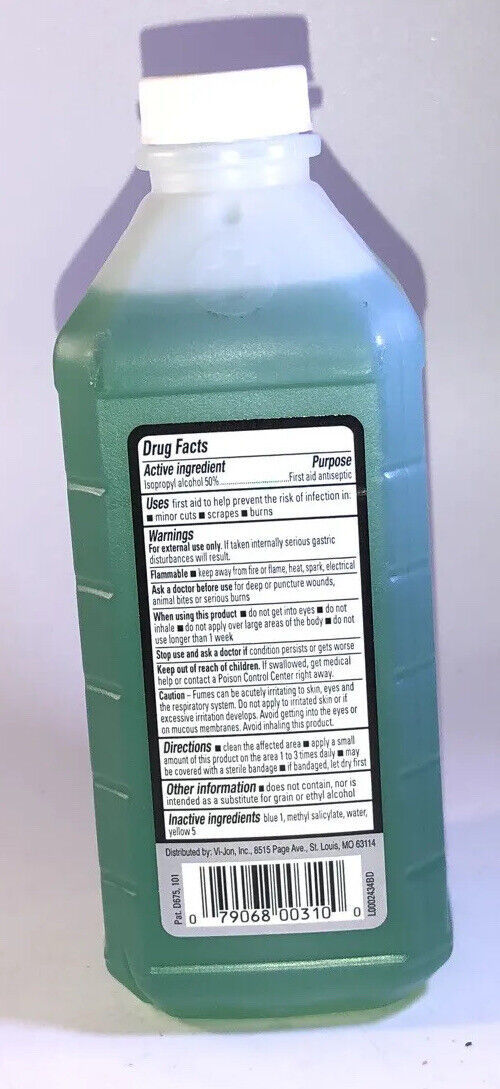 Drug Facts
Active ingredient Purpose
Isopropyl alcohol 50%..............................First aid antiseptic
Uses first aid to help prevent the risk of infection in:
■ minor cuts ■ scrapes ■ burns
Warnings
For external use only. If taken internally serious gastric
disturbances will result.
Flammable ■ keep away from fire or flame, heat, spark, electrical
Ask a doctor before use for deep or puncture wounds,
animal bites or serious burns
When using this product ■ do not get into eyes ■ do not
inhale ■ do not apply over large areas of the body ■ do not
use longer than 1 week
Stop use and ask a doctor if condition persists or gets worse
Keep out of reach of children. If swallowed, get medical
help or contact a Poison Control Center right away.
Caution – Fumes can be acutely irritating to skin, eyes and
the respiratory system. Do not apply to irritated skin or if
excessive irritation develops. Avoid getting into the eyes or
on mucous membranes. Avoid inhaling this product.
Directions ■ clean the affected area ■ apply a small
amount of this product on the area 1 to 3 times daily ■ may
be covered with a sterile bandage ■ if bandaged, let dry first
Other information ■ does not contain, nor is
intended as a substitute for grain or ethyl alcohol
Inactive ingredients blue 1, methyl salicylate, water,
yellow 5
Distributed by: Vi-Jon, Inc., 8515 Page Ave., St. Louis, MO 63114
Pat. D675, 101
0 79068 00310 0
L0002434BD